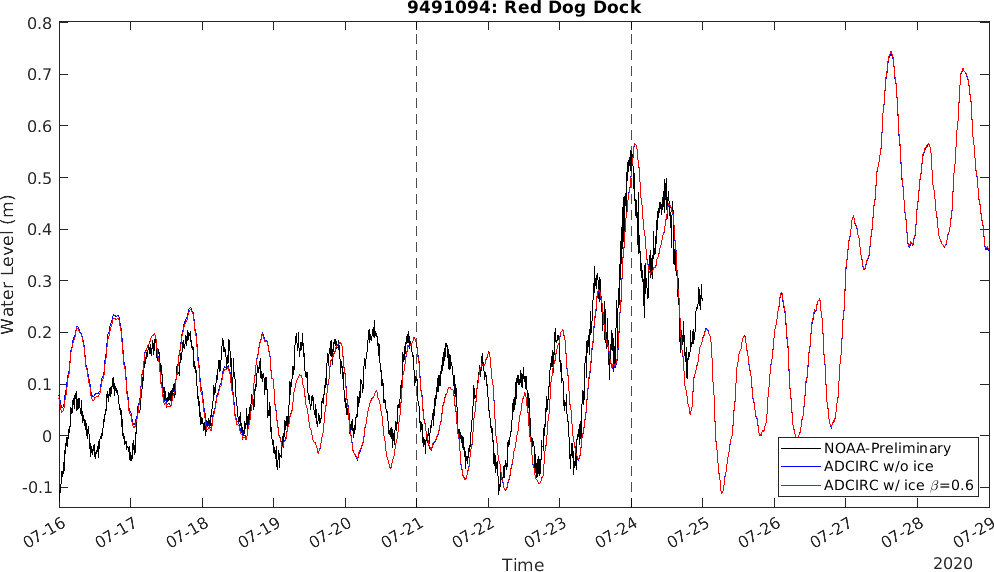 9491094: Red Dog Dock
0.8
0.7
0.6
0.5
0.4
0.3
0.2
0.1
0
-0.1
Water Level (m)
NOAA-Preliminary
ADCIRC w/o ice
ADCIRC w/ ice β=0.6
07-16 07-17 07-18 07-19 07-20 07-21 07-22 07-23 07-24 07-25 07-26 07-27 07-28 07-29
Time
2020